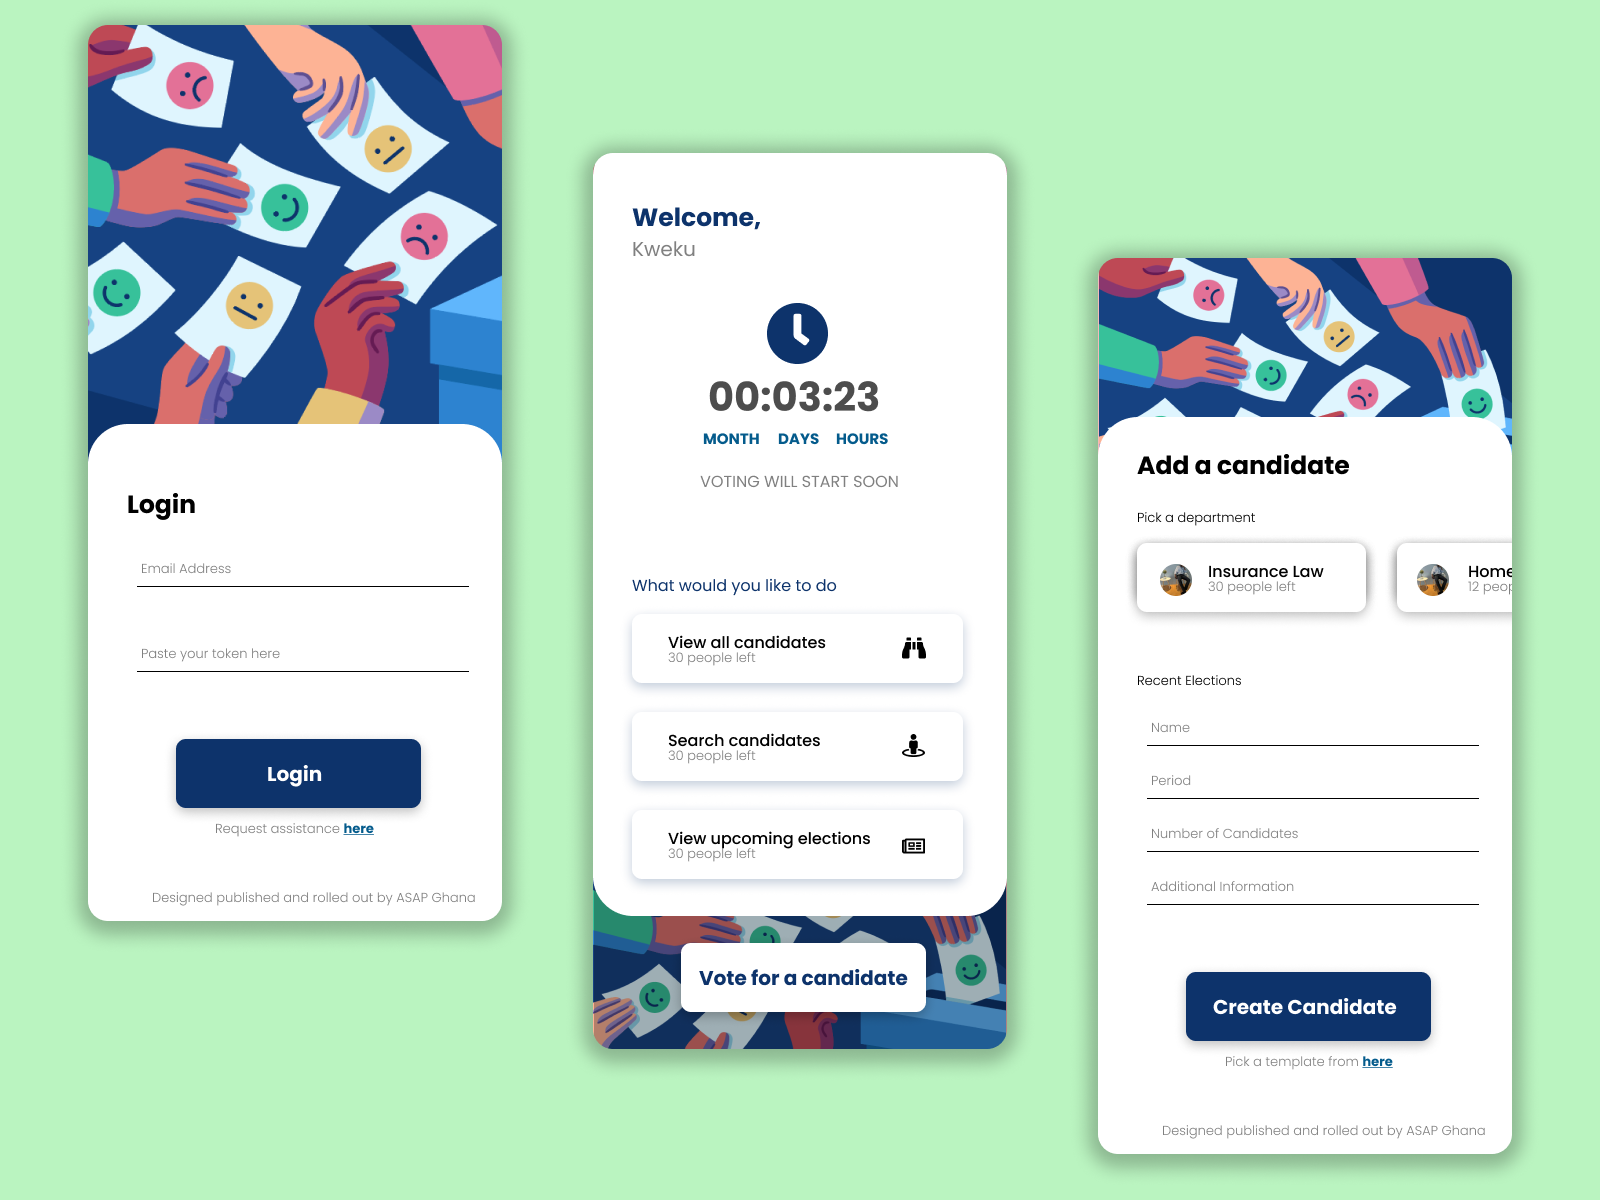 Login
Email Address
Paste your token here
Login
Request assistance here
Designed published and rolled out by ASAP Ghana
Welcome,
Kweku
00:03:23
MONTH DAYS HOURS
VOTING WILL START SOON
What would you like to do
View all candidates
30 people left
Search candidates
30 people left
View upcoming elections
30 people left
Vote for a candidate
Add a candidate
Pick a department
Insurance Law
30 people left
Home
12 peop
Recent Elections
Name
Period
Number of Candidates
Additional Information
Create Candidate
Pick a template from here
Designed published and rolled out by ASAP Ghana